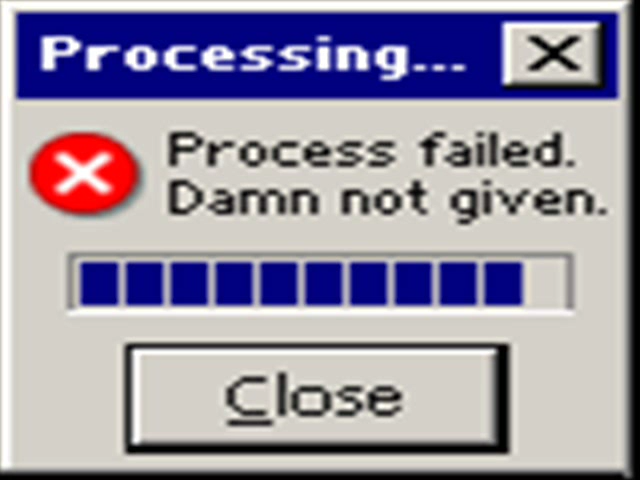 Processing...
Process failed.
Damn not given.
Close